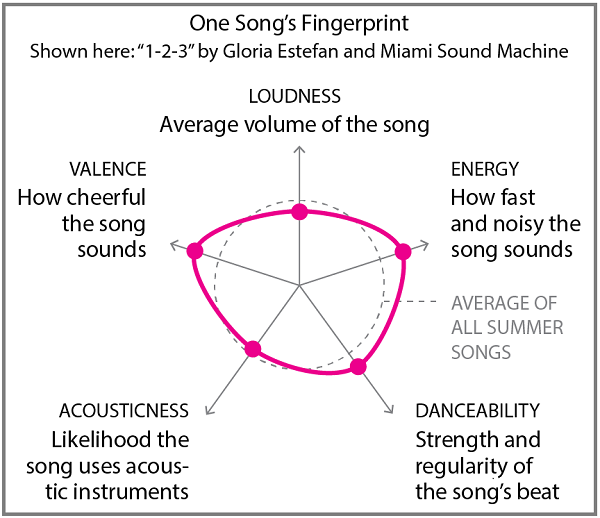 One Song’s Fingerprint
Shown here: “1-2-3” by Gloria Estefan and Miami Sound Machine
LOUDNESS
Average volume of the song
VALENCE
How cheerful
the song
sounds
ENERGY
How fast
and noisy the
song sounds
AVERAGE OF
ALL SUMMER
SONGS
ACOUSTICNESS
Likelihood the
song uses acous-
tic instruments
DANCEABILITY
Strength and
regularity of
the song’s beat